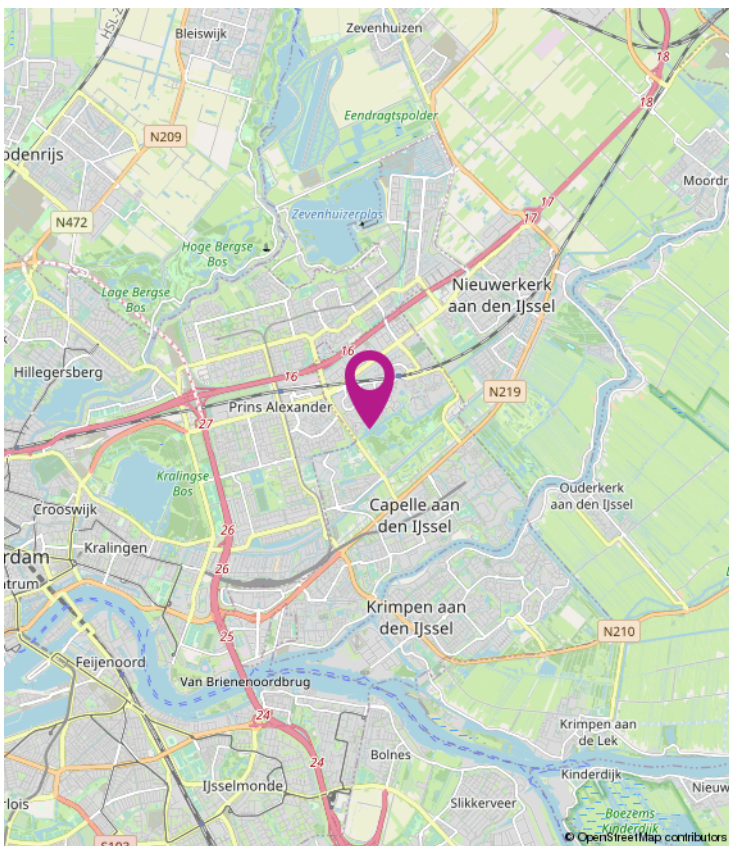 Bleiswijk
Zevenhuizen
HSL-Z
18
18
Eendragtspolder
N209
odenrijs
Moordr
17
17
N472
Zevenhuizerplas
Hoge Bergse
Bos
Nieuwerkerk
aan den IJssel
Lage Bergse
Bos
16
16
Hillegersberg
N219
Prins Alexander
27
Kralingse
Bos
Ouderkerk
aan den IJssel
Capelle aan
den IJssel
Crooswijk
26
Kralingen
rdam
26
ntrum
Krimpen aan
den IJssel
N210
25
Feijenoord
Van Brienenoordbrug
24
Krimpen aan
de Lek
Bolnes
24
Kinderdijk
IJsselmonde
Nieuw
Slikkerveer
rlois
Boezems
Kinderdijk
S103
© OpenStreetMap contributors